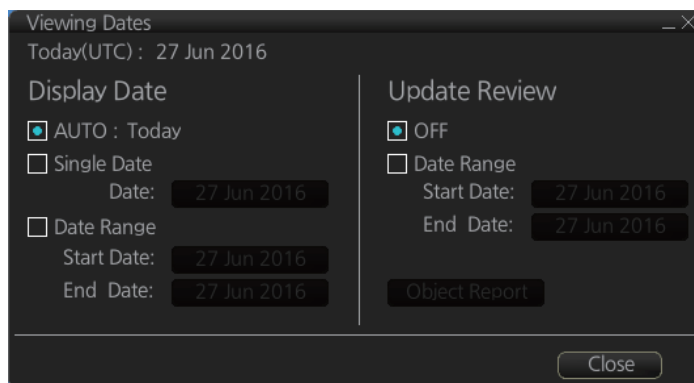 Viewing Dates
Today(UTC) : 27 Jun 2016
Display Date
AUTO : Today
Single Date
Date: 27 Jun 2016
Date Range
Start Date: 27 Jun 2016
End Date: 27 Jun 2016
Update Review
OFF
Date Range
Start Date: 27 Jun 2016
End Date: 27 Jun 2016
Object Report
Close